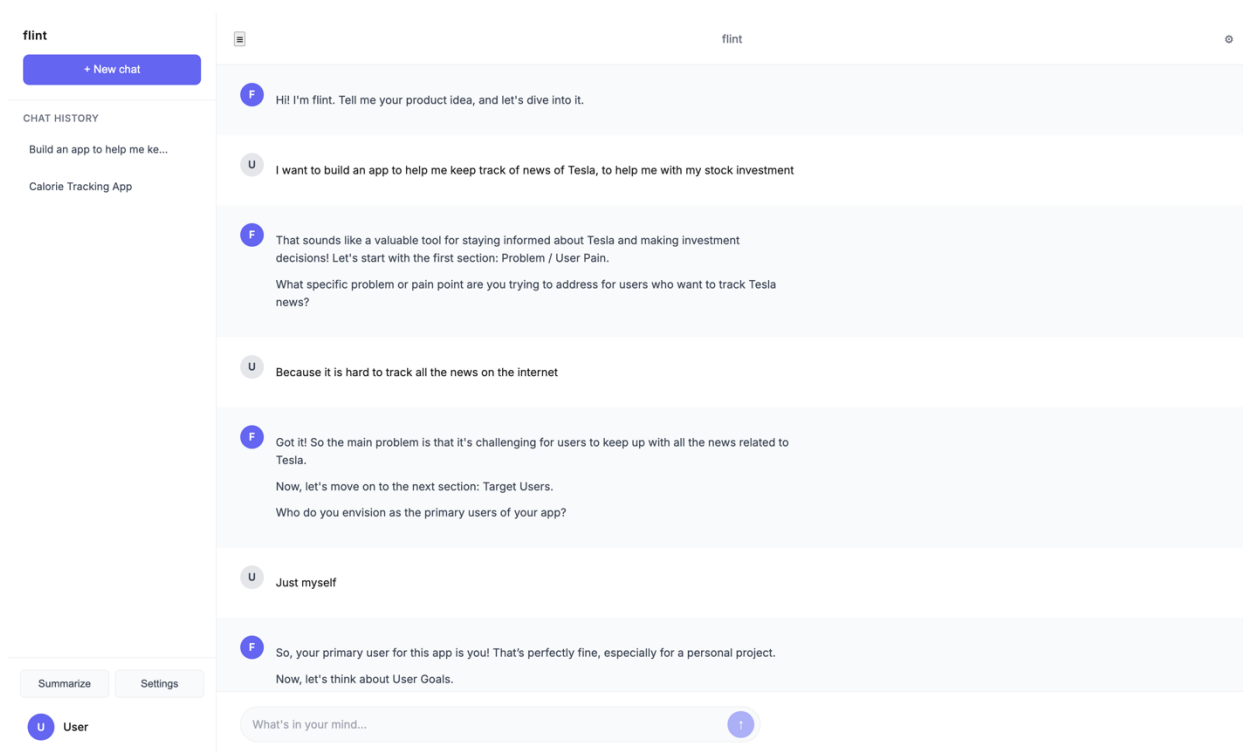 flint
+ New chat
CHAT HISTORY
Build an app to help me ke...
Calorie Tracking App
Summarize
Settings
U
User
flint
F
Hi! I'm flint. Tell me your product idea, and let's dive into it.
U
I want to build an app to help me keep track of news of Tesla, to help me with my stock investment
F
That sounds like a valuable tool for staying informed about Tesla and making investment
decisions! Let's start with the first section: Problem / User Pain.
What specific problem or pain point are you trying to address for users who want to track Tesla
news?
U
Because it is hard to track all the news on the internet
F
Got it! So the main problem is that it's challenging for users to keep up with all the news related to
Tesla.
Now, let's move on to the next section: Target Users.
Who do you envision as the primary users of your app?
U
Just myself
F
So, your primary user for this app is you! That’s perfectly fine, especially for a personal project.
Now, let's think about User Goals.
What's in your mind...